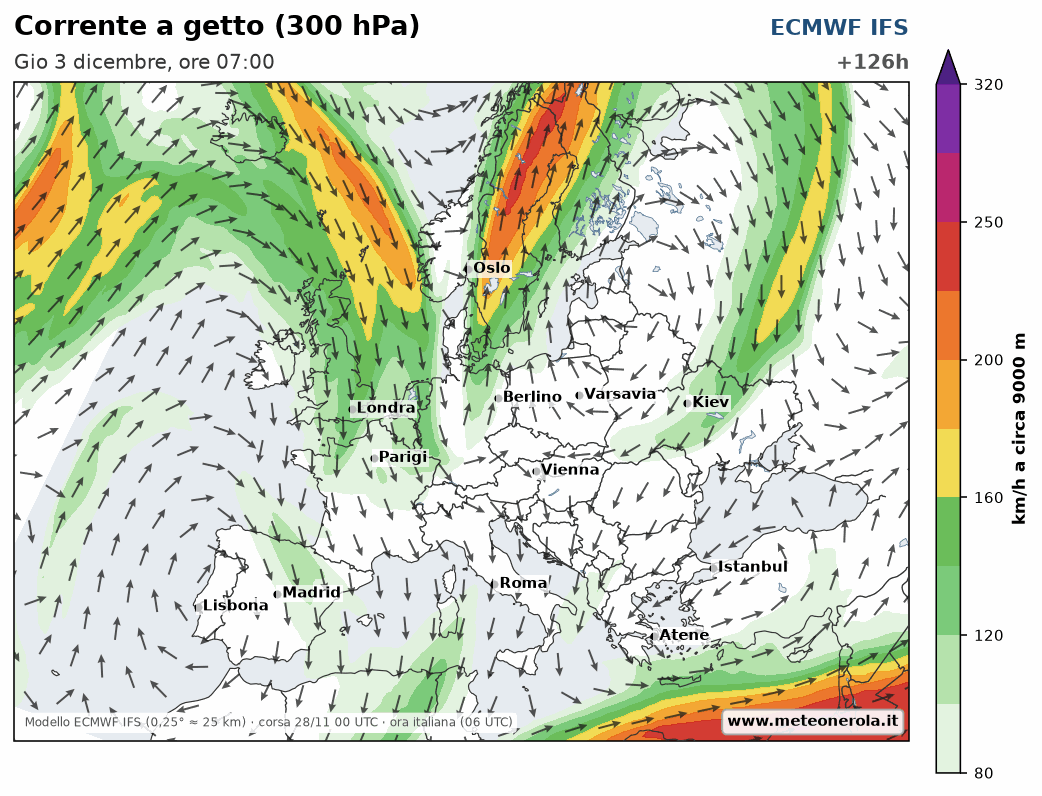 Corrente a getto (300 hPa)
ECMWF IFS
Gio 3 dicembre, ore 07:00
+126h
320
250
200
160
120
80
km/h a circa 9000 m
Oslo
Londra
Berlino
Varsavia
Kiev
Parigi
Vienna
Istanbul
Roma
Madrid
Lisbona
Atene
Modello ECMWF IFS (0,25° ≈ 25 km) · corsa 28/11 00 UTC · ora italiana (06 UTC)
www.meteonerola.it